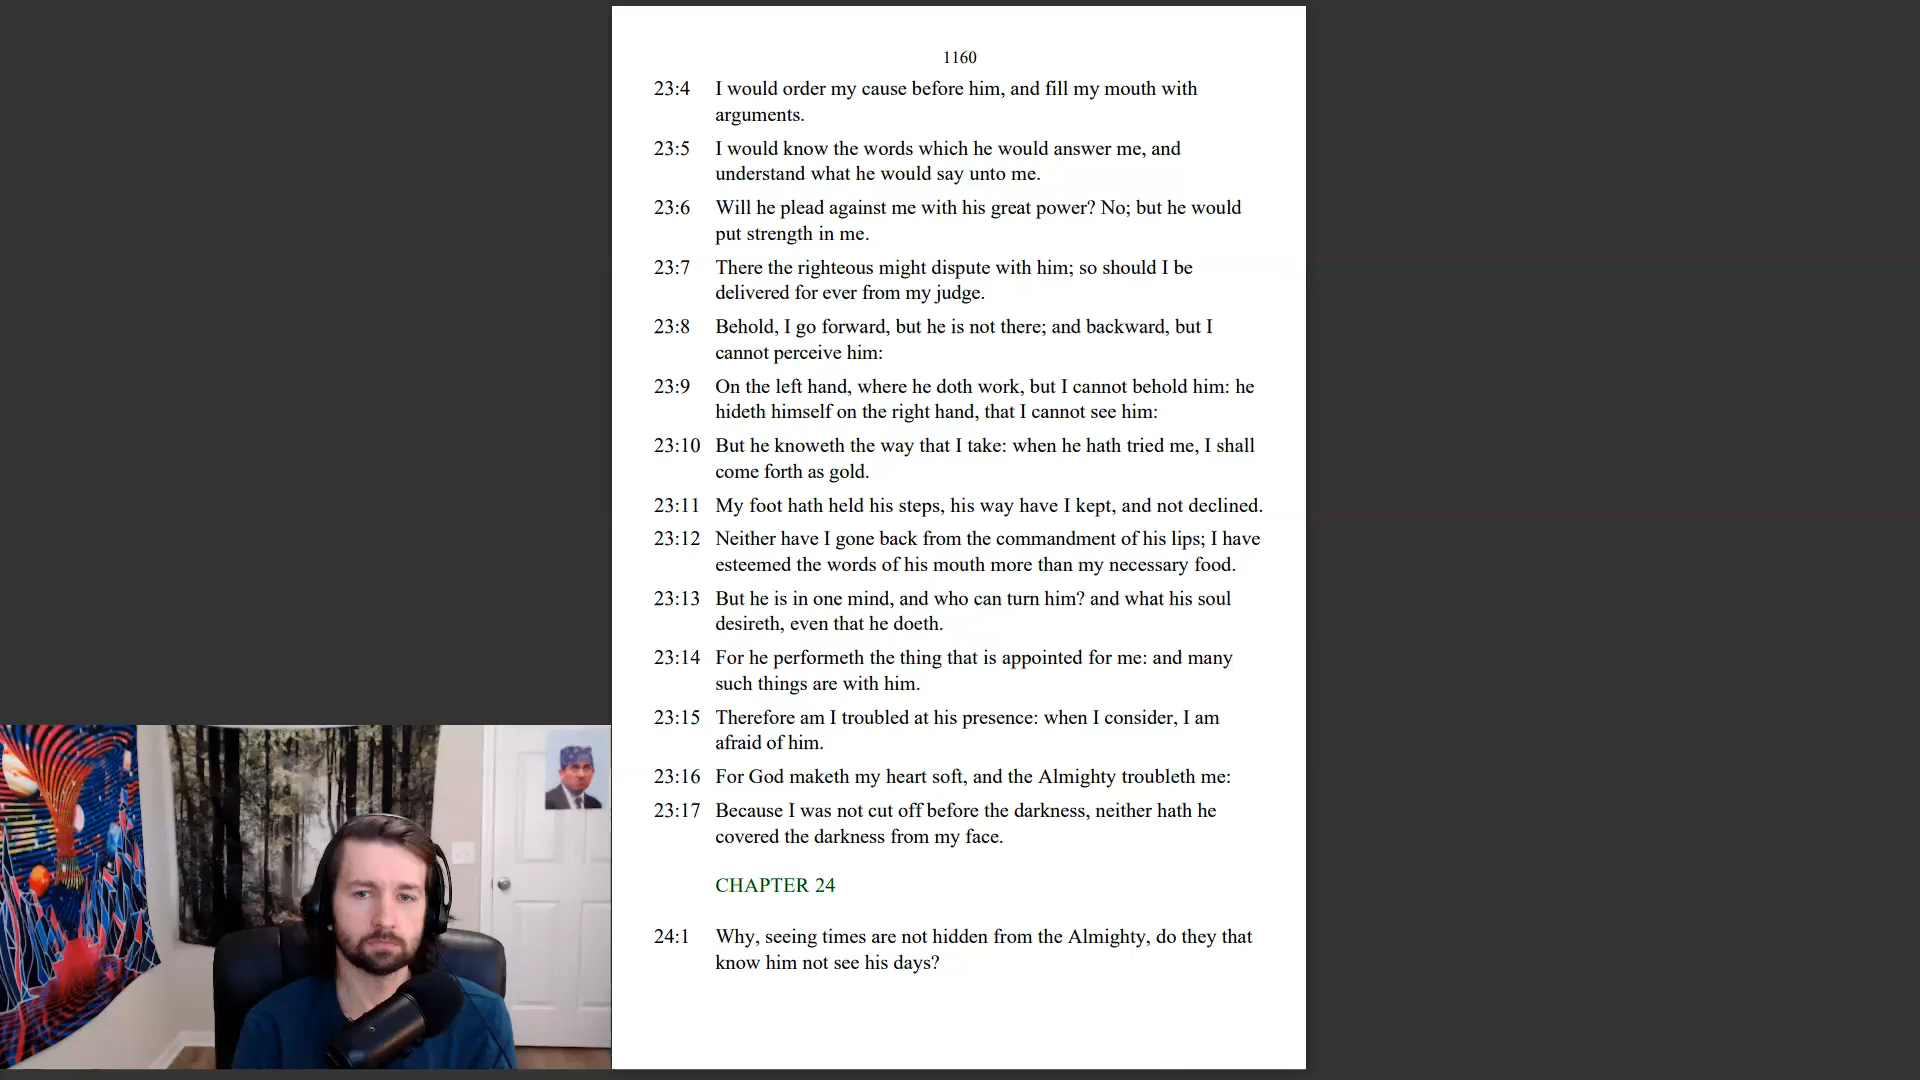 1160
23:4 I would order my cause before him, and fill my mouth with
arguments.
23:5 I would know the words which he would answer me, and
understand what he would say unto me.
23:6 Will he plead against me with his great power? No; but he would
put strength in me.
23:7 There the righteous might dispute with him; so should I be
delivered for ever from my judge.
23:8 Behold, I go forward, but he is not there; and backward, but I
cannot perceive him:
23:9 On the left hand, where he doth work, but I cannot behold him: he
hideth himself on the right hand, that I cannot see him:
23:10 But he knoweth the way that I take: when he hath tried me, I shall
come forth as gold.
23:11 My foot hath held his steps, his way have I kept, and not declined.
23:12 Neither have I gone back from the commandment of his lips; I have
esteemed the words of his mouth more than my necessary food.
23:13 But he is in one mind, and who can turn him? and what his soul
desireth, even that he doeth.
23:14 For he performeth the thing that is appointed for me: and many
such things are with him.
23:15 Therefore am I troubled at his presence: when I consider, I am
afraid of him.
23:16 For God maketh my heart soft, and the Almighty troubleth me:
23:17 Because I was not cut off before the darkness, neither hath he
covered the darkness from my face.
CHAPTER 24
24:1 Why, seeing times are not hidden from the Almighty, do they that
know him not see his days?